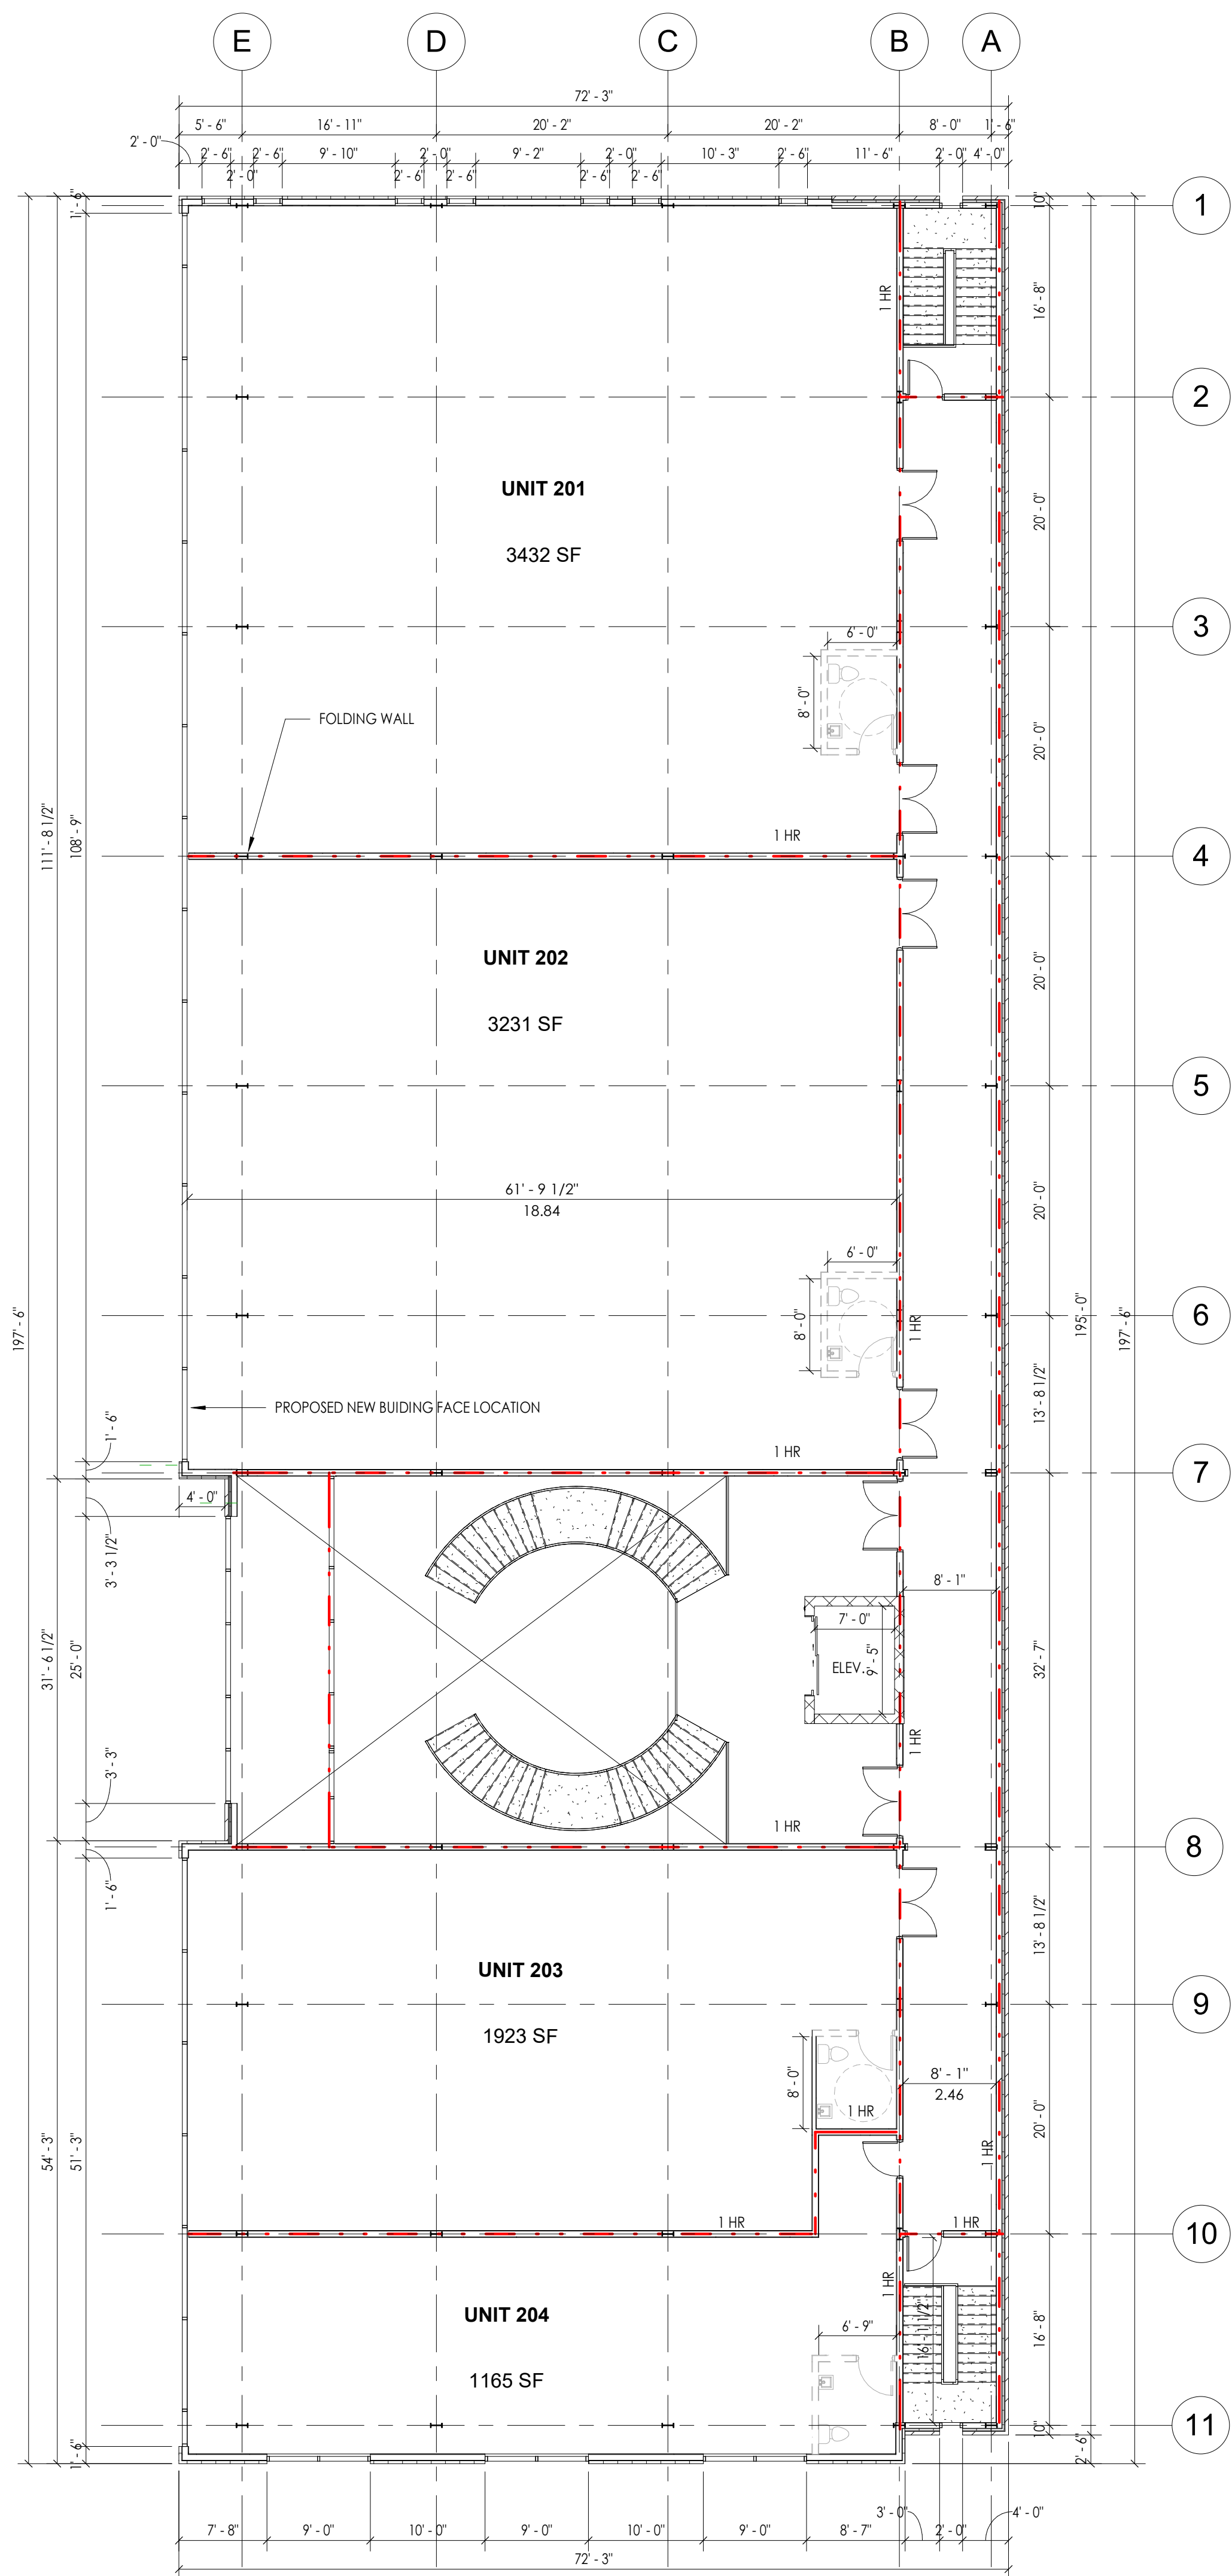 E
D
C
B
A
72' - 3"
5' - 6"
16' - 11"
20' - 2"
20' - 2"
8' - 0"
1' - 6"
2' - 0"
2' - 6"
2' - 6"
9' - 10"
2' - 0"
9' - 2"
2' - 0"
10' - 3"
2' - 6"
11' - 6"
2' - 0"
4' - 0"
2' - 0"
2' - 6"
2' - 6"
2' - 6"
2' - 6"
1' - 6"
10"
1
1 HR
16' - 8"
2
UNIT 201
20' - 0"
3432 SF
3
6' - 0"
8' - 0"
FOLDING WALL
20' - 0"
111' - 8 1/2"
108' - 9"
1 HR
4
UNIT 202
20' - 0"
3231 SF
5
61' - 9 1/2"
18.84
20' - 0"
6' - 0"
8' - 0"
1 HR
197' - 6"
195' - 0"
197' - 6"
6
PROPOSED NEW BUIDING FACE LOCATION
13' - 8 1/2"
1' - 6"
1 HR
7
4' - 0"
3' - 3 1/2"
8' - 1"
7' - 0"
ELEV.
9' - 5"
31' - 6 1/2"
25' - 0"
32' - 7"
1 HR
3' - 3"
1 HR
8
1' - 6"
13' - 8 1/2"
UNIT 203
9
1923 SF
8' - 0"
8' - 1"
2.46
1 HR
20' - 0"
54' - 3"
51' - 3"
1 HR
1 HR
1 HR
10
1 HR
UNIT 204
16' - 1 1/2"
16' - 8"
6' - 9"
1165 SF
10"
11
1' - 6"
2' - 6"
3' - 0"
4' - 0"
7' - 8"
9' - 0"
10' - 0"
9' - 0"
10' - 0"
9' - 0"
8' - 7"
2' - 0"
72' - 3"